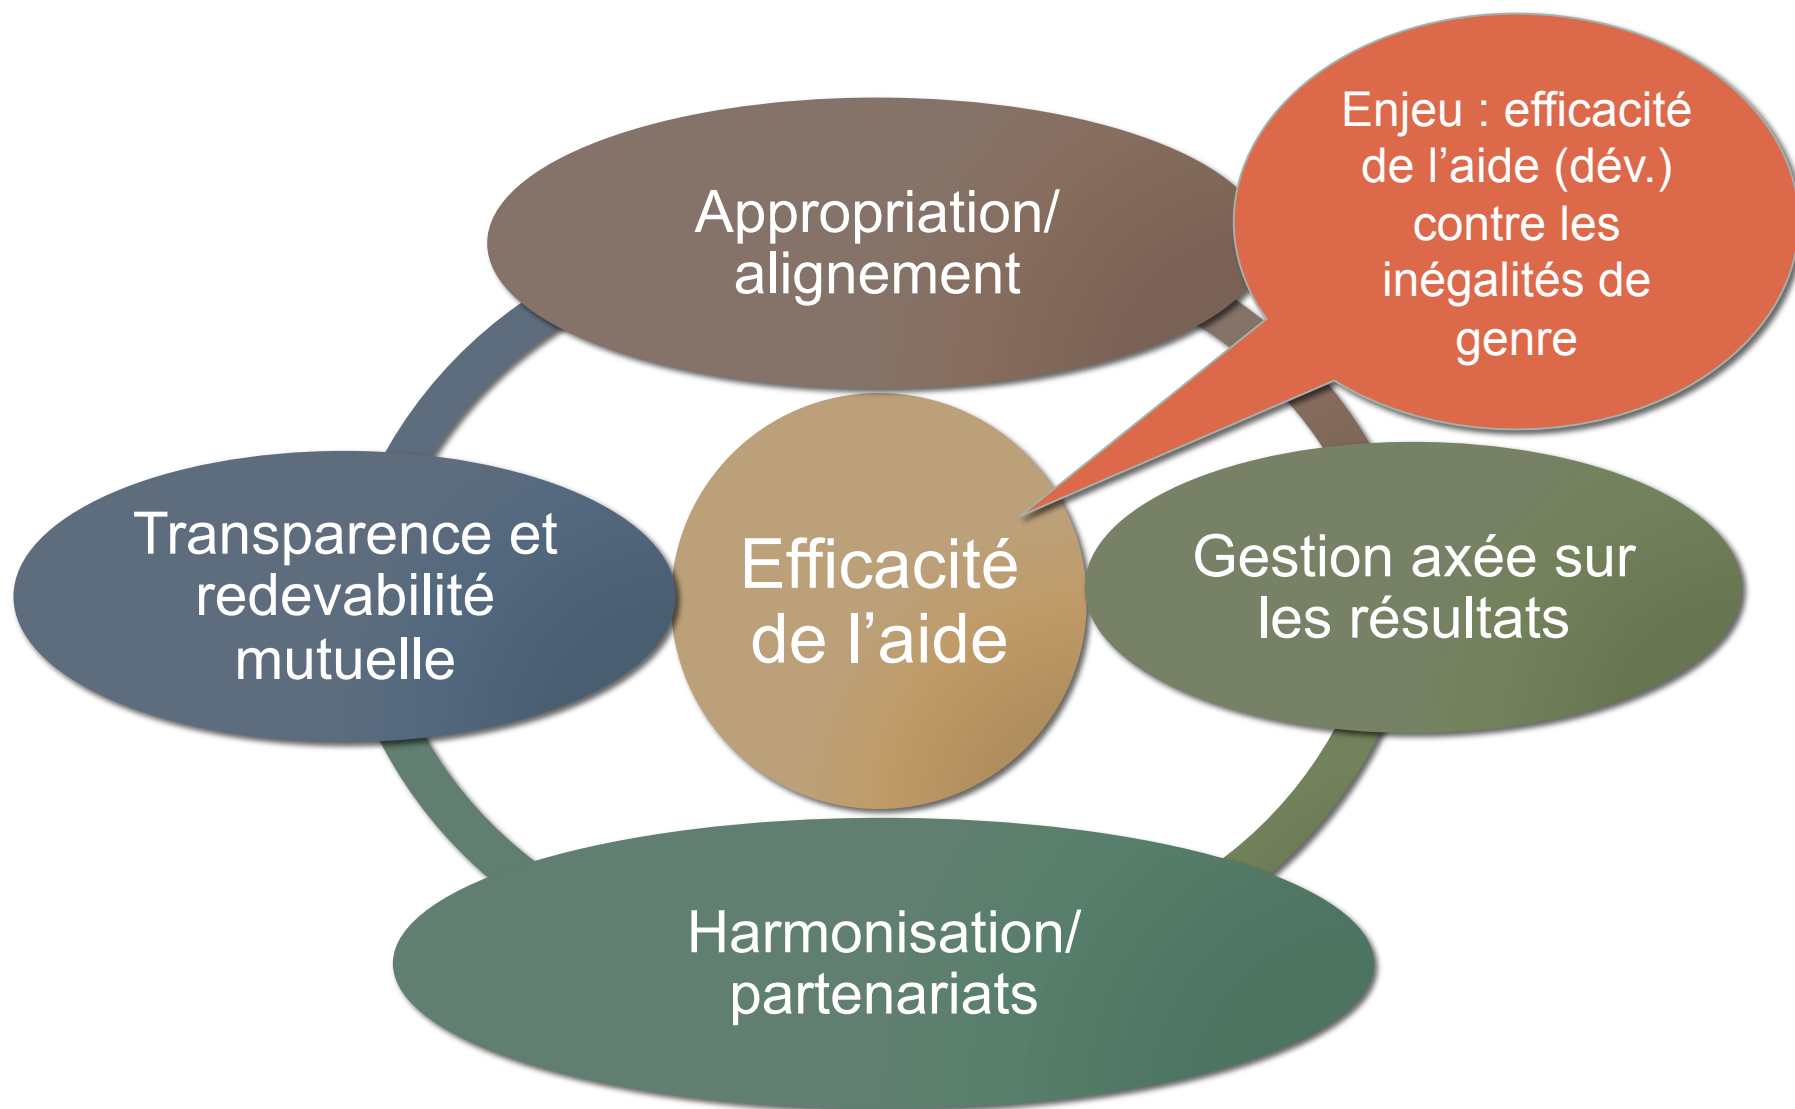 Enjeu : efficacité
de l’aide (dév.)
contre les
inégalités de
genre
Appropriation/
alignement
Transparence et
redevabilité
mutuelle
Efficacité
de l’aide
Gestion axée sur
les résultats
Harmonisation/
partenariats